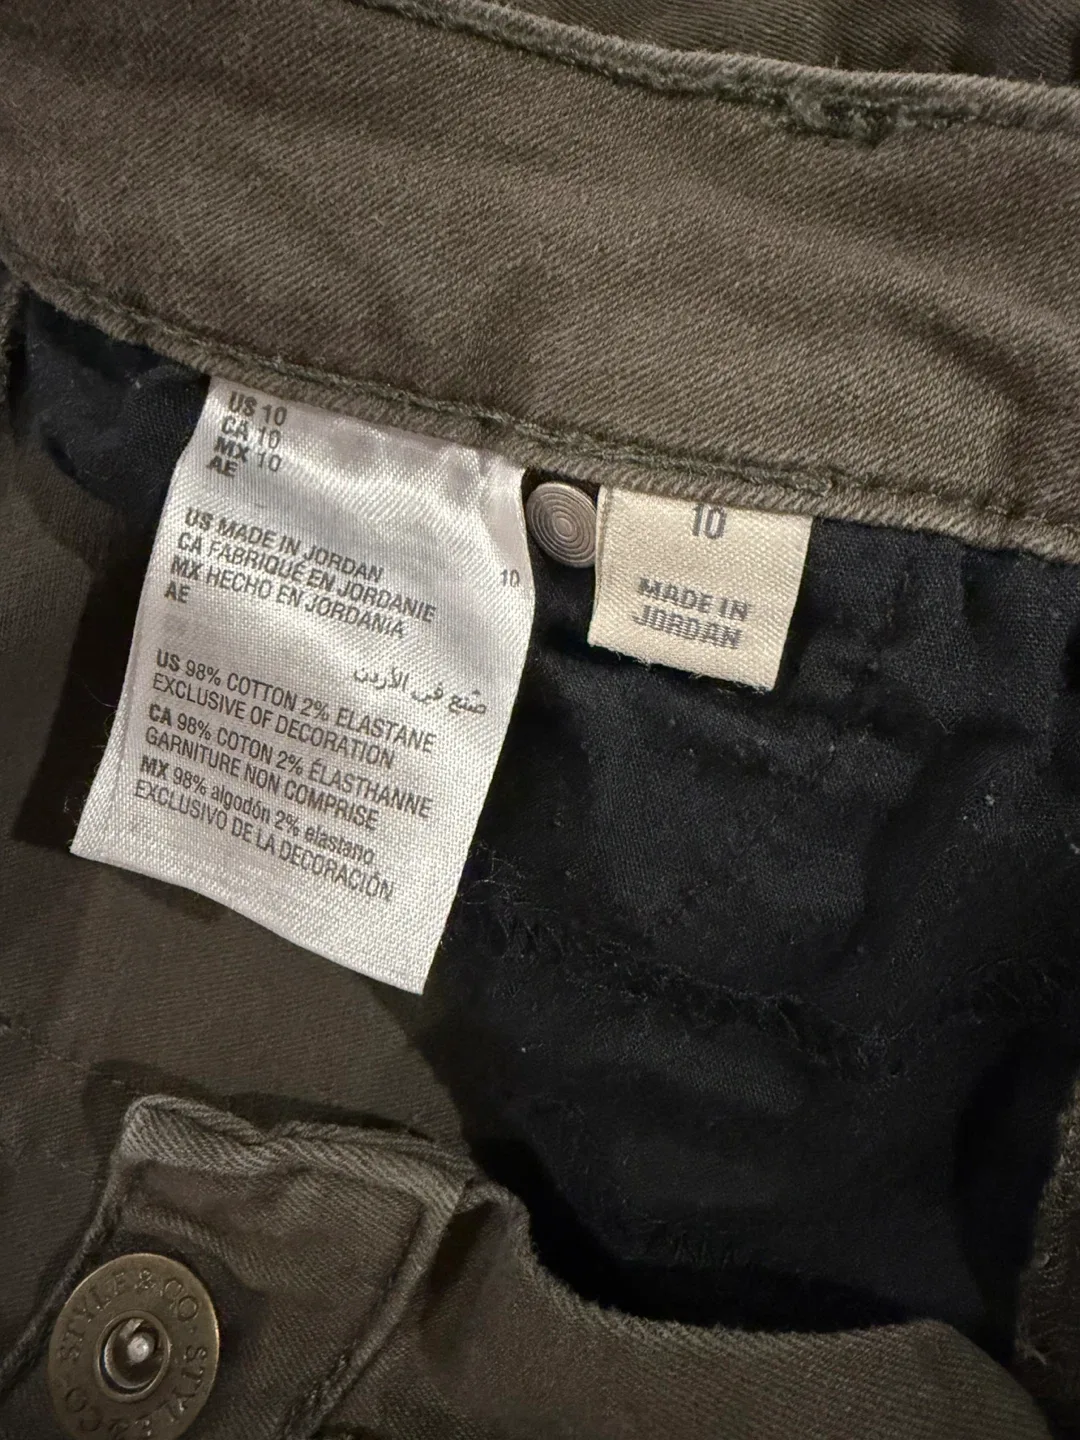 US 10
CA 10
MX 10
AE
US MADE IN JORDAN
CA FABRIQUÉ EN JORDANIE
MX HECHO EN JORDANIA
AE
صُنِع في الأردن
10
US 98% COTTON 2% ELASTANE
EXCLUSIVE OF DECORATION
CA 98% COTON 2% ÉLASTHANNE
GARNITURE NON COMPRISE
MX 98% algodón 2% elastano
EXCLUSIVO DE LA DECORACIÓN
10
MADE IN
JORDAN
STYLE & CO · STYLE & CO